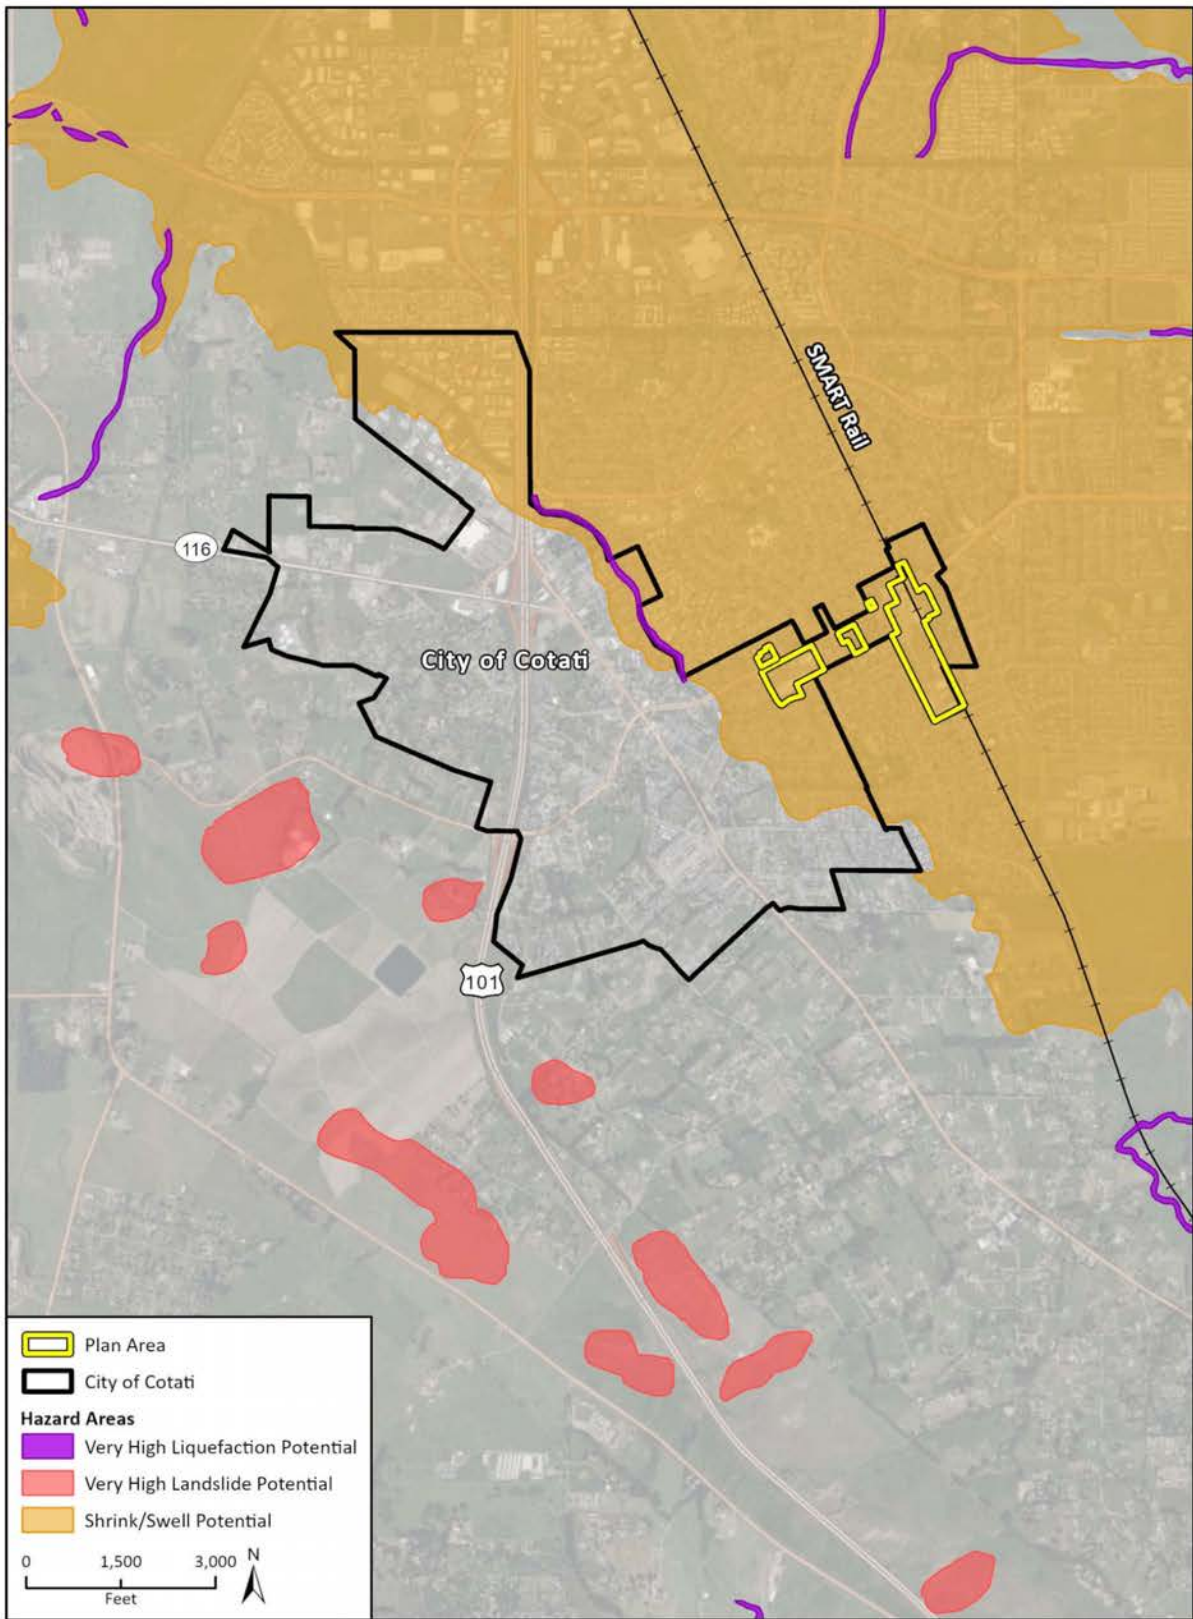 SMART Rail
116
City of Cotati
101
Plan Area
City of Cotati
Hazard Areas
Very High Liquefaction Potential
Very High Landslide Potential
Shrink/Swell Potential
0 1,500 3,000 N
Feet